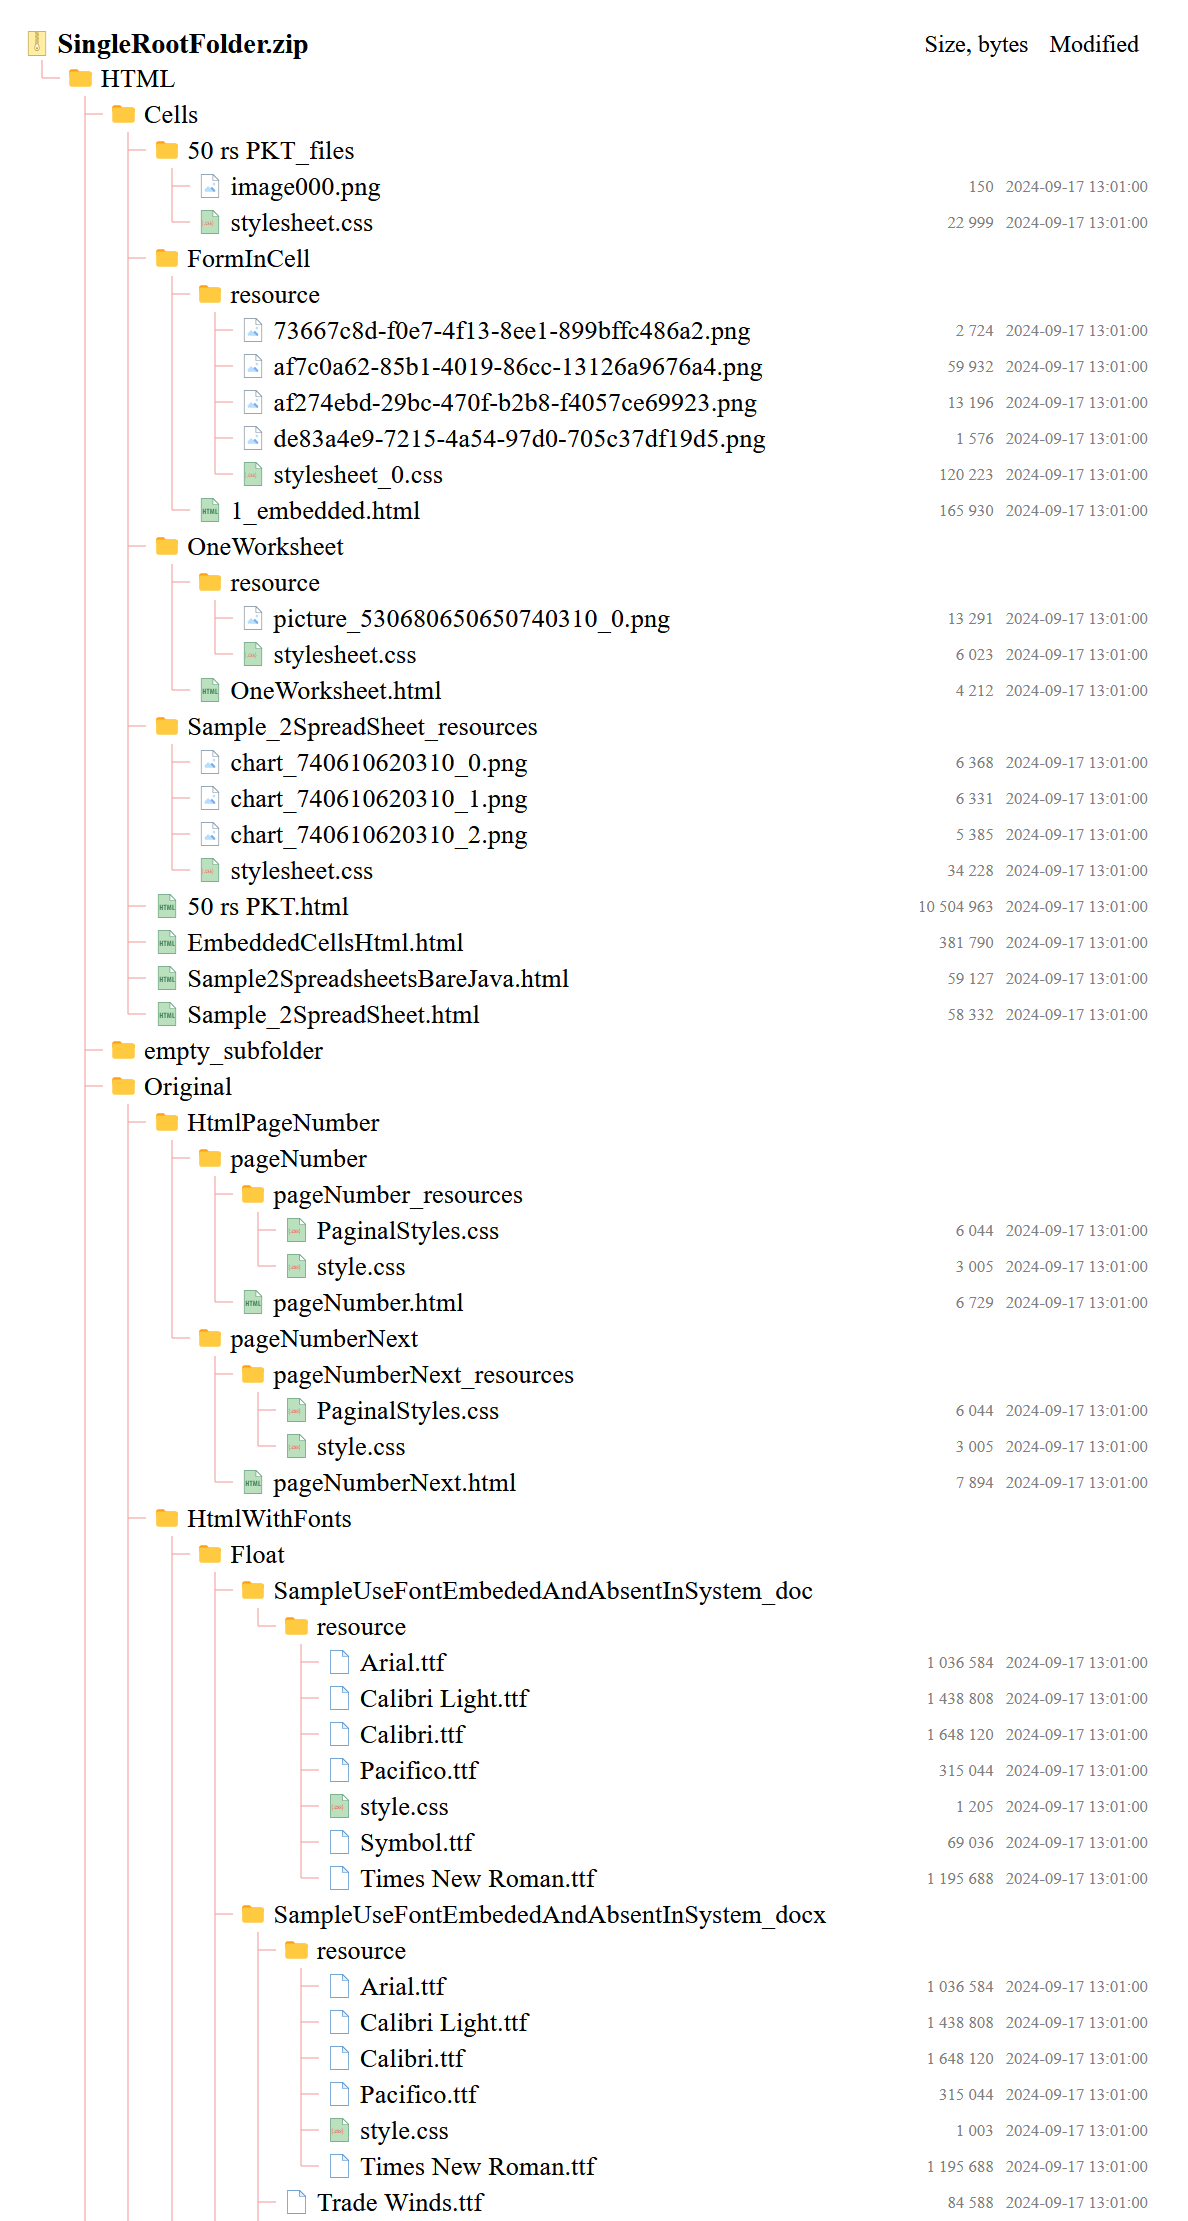 SingleRootFolder.zip Size, bytes Modified
HTML
Cells
50 rs PKT_files
image000.png 150 2024-09-17 13:01:00
stylesheet.css 22 999 2024-09-17 13:01:00
FormInCell
resource
73667c8d-f0e7-4f13-8ee1-899bffc486a2.png 2 724 2024-09-17 13:01:00
af7c0a62-85b1-4019-86cc-13126a9676a4.png 59 932 2024-09-17 13:01:00
af274ebd-29bc-470f-b2b8-f4057ce69923.png 13 196 2024-09-17 13:01:00
de83a4e9-7215-4a54-97d0-705c37df19d5.png 1 576 2024-09-17 13:01:00
stylesheet_0.css 120 223 2024-09-17 13:01:00
1_embedded.html 165 930 2024-09-17 13:01:00
OneWorksheet
resource
picture_530680650650740310_0.png 13 291 2024-09-17 13:01:00
stylesheet.css 6 023 2024-09-17 13:01:00
OneWorksheet.html 4 212 2024-09-17 13:01:00
Sample_2SpreadSheet_resources
chart_740610620310_0.png 6 368 2024-09-17 13:01:00
chart_740610620310_1.png 6 331 2024-09-17 13:01:00
chart_740610620310_2.png 5 385 2024-09-17 13:01:00
stylesheet.css 34 228 2024-09-17 13:01:00
50 rs PKT.html 10 504 963 2024-09-17 13:01:00
EmbeddedCellsHtml.html 381 790 2024-09-17 13:01:00
Sample2SpreadsheetsBareJava.html 59 127 2024-09-17 13:01:00
Sample_2SpreadSheet.html 58 332 2024-09-17 13:01:00
empty_subfolder
Original
HtmlPageNumber
pageNumber
pageNumber_resources
PaginalStyles.css 6 044 2024-09-17 13:01:00
style.css 3 005 2024-09-17 13:01:00
pageNumber.html 6 729 2024-09-17 13:01:00
pageNumberNext
pageNumberNext_resources
PaginalStyles.css 6 044 2024-09-17 13:01:00
style.css 3 005 2024-09-17 13:01:00
pageNumberNext.html 7 894 2024-09-17 13:01:00
HtmlWithFonts
Float
SampleUseFontEmbededAndAbsentInSystem_doc
resource
Arial.ttf 1 036 584 2024-09-17 13:01:00
Calibri Light.ttf 1 438 808 2024-09-17 13:01:00
Calibri.ttf 1 648 120 2024-09-17 13:01:00
Pacifico.ttf 315 044 2024-09-17 13:01:00
style.css 1 205 2024-09-17 13:01:00
Symbol.ttf 69 036 2024-09-17 13:01:00
Times New Roman.ttf 1 195 688 2024-09-17 13:01:00
SampleUseFontEmbededAndAbsentInSystem_docx
resource
Arial.ttf 1 036 584 2024-09-17 13:01:00
Calibri Light.ttf 1 438 808 2024-09-17 13:01:00
Calibri.ttf 1 648 120 2024-09-17 13:01:00
Pacifico.ttf 315 044 2024-09-17 13:01:00
style.css 1 003 2024-09-17 13:01:00
Times New Roman.ttf 1 195 688 2024-09-17 13:01:00
Trade Winds.ttf 84 588 2024-09-17 13:01:00